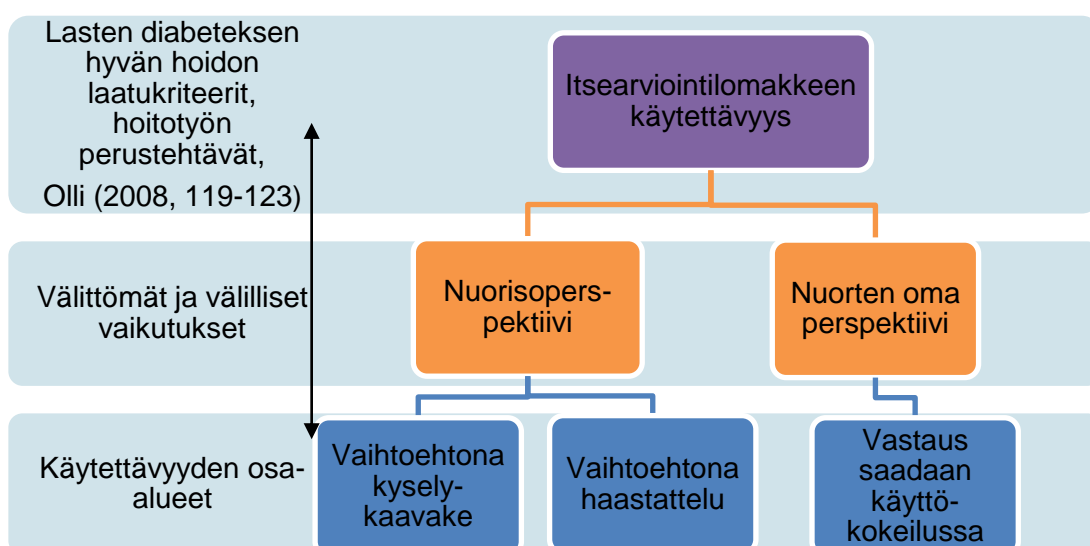 Lasten diabeteksen
hyvän hoidon
laatukriteerit,
hoitotyön
perustehtävät,
Olli (2008, 119-123)
Itsearviointilomakkeen
käytettävyys
Välittömät ja välilliset
vaikutukset
Nuorisopers-
pektiivi
Nuorten oma
perspektiivi
Käytettävyyden osa-
alueet
Vaihtoehtona
kysely-
kaavake
Vaihtoehtona
haastattelu
Vastaus
saadaan
käyttö-
kokeilussa